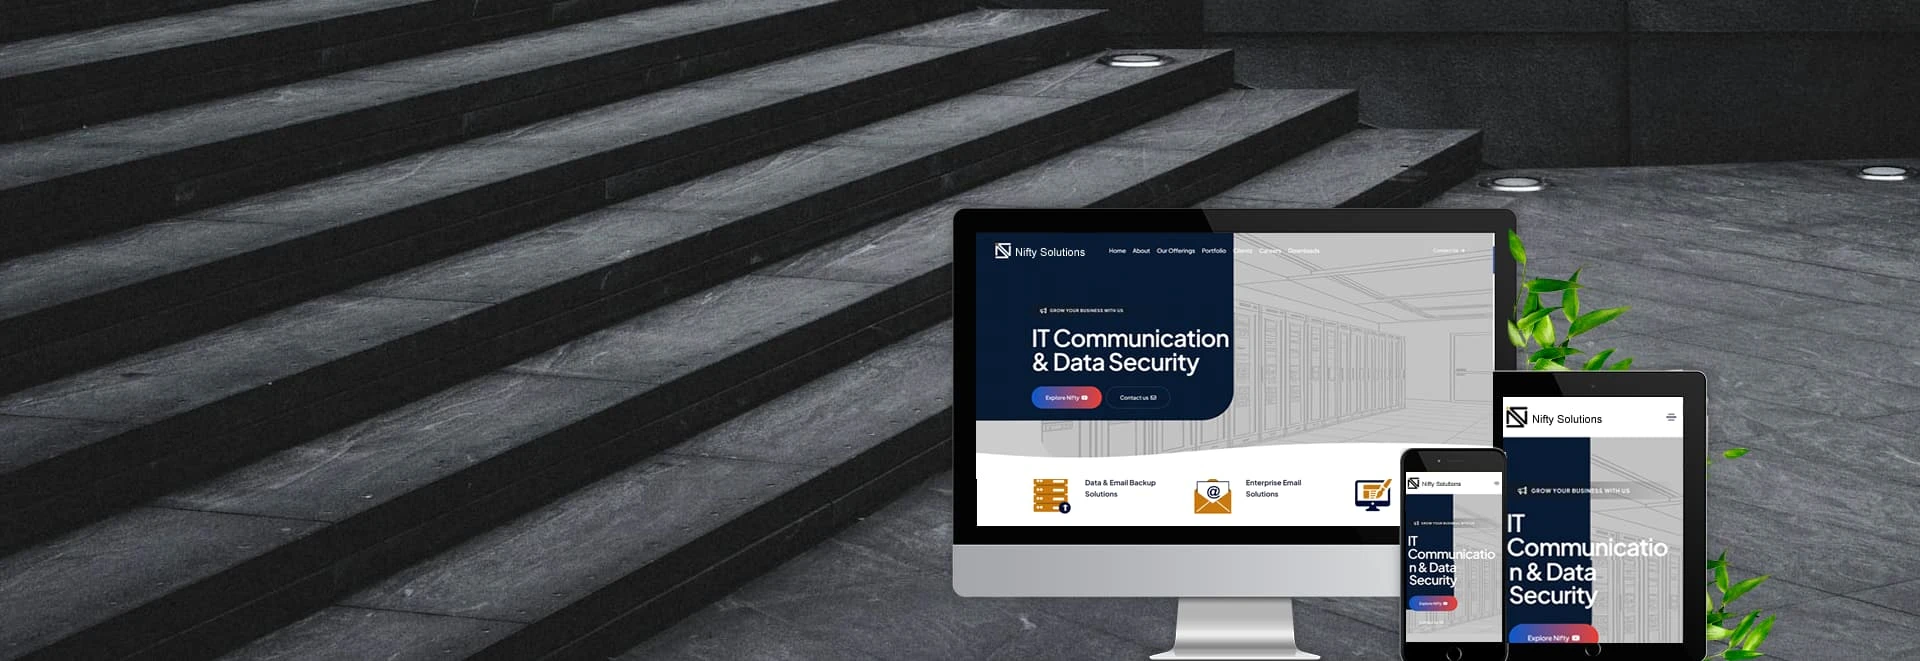 Nifty Solutions
Home About Our Offerings Portfolio Clients Careers Downloads
Contact Us
GROW YOUR BUSINESS WITH US
IT Communication
& Data Security
Explore Nifty
Contact us
Data & Email Backup
Solutions
Enterprise Email
Solutions
Nifty Solutions
GROW YOUR BUSINESS WITH US
IT
Communicatio
n & Data
Security
Explore Nifty
Nifty Solutions
GROW YOUR BUSINESS WITH US
IT
Communicatio
n & Data
Security
Explore Nifty